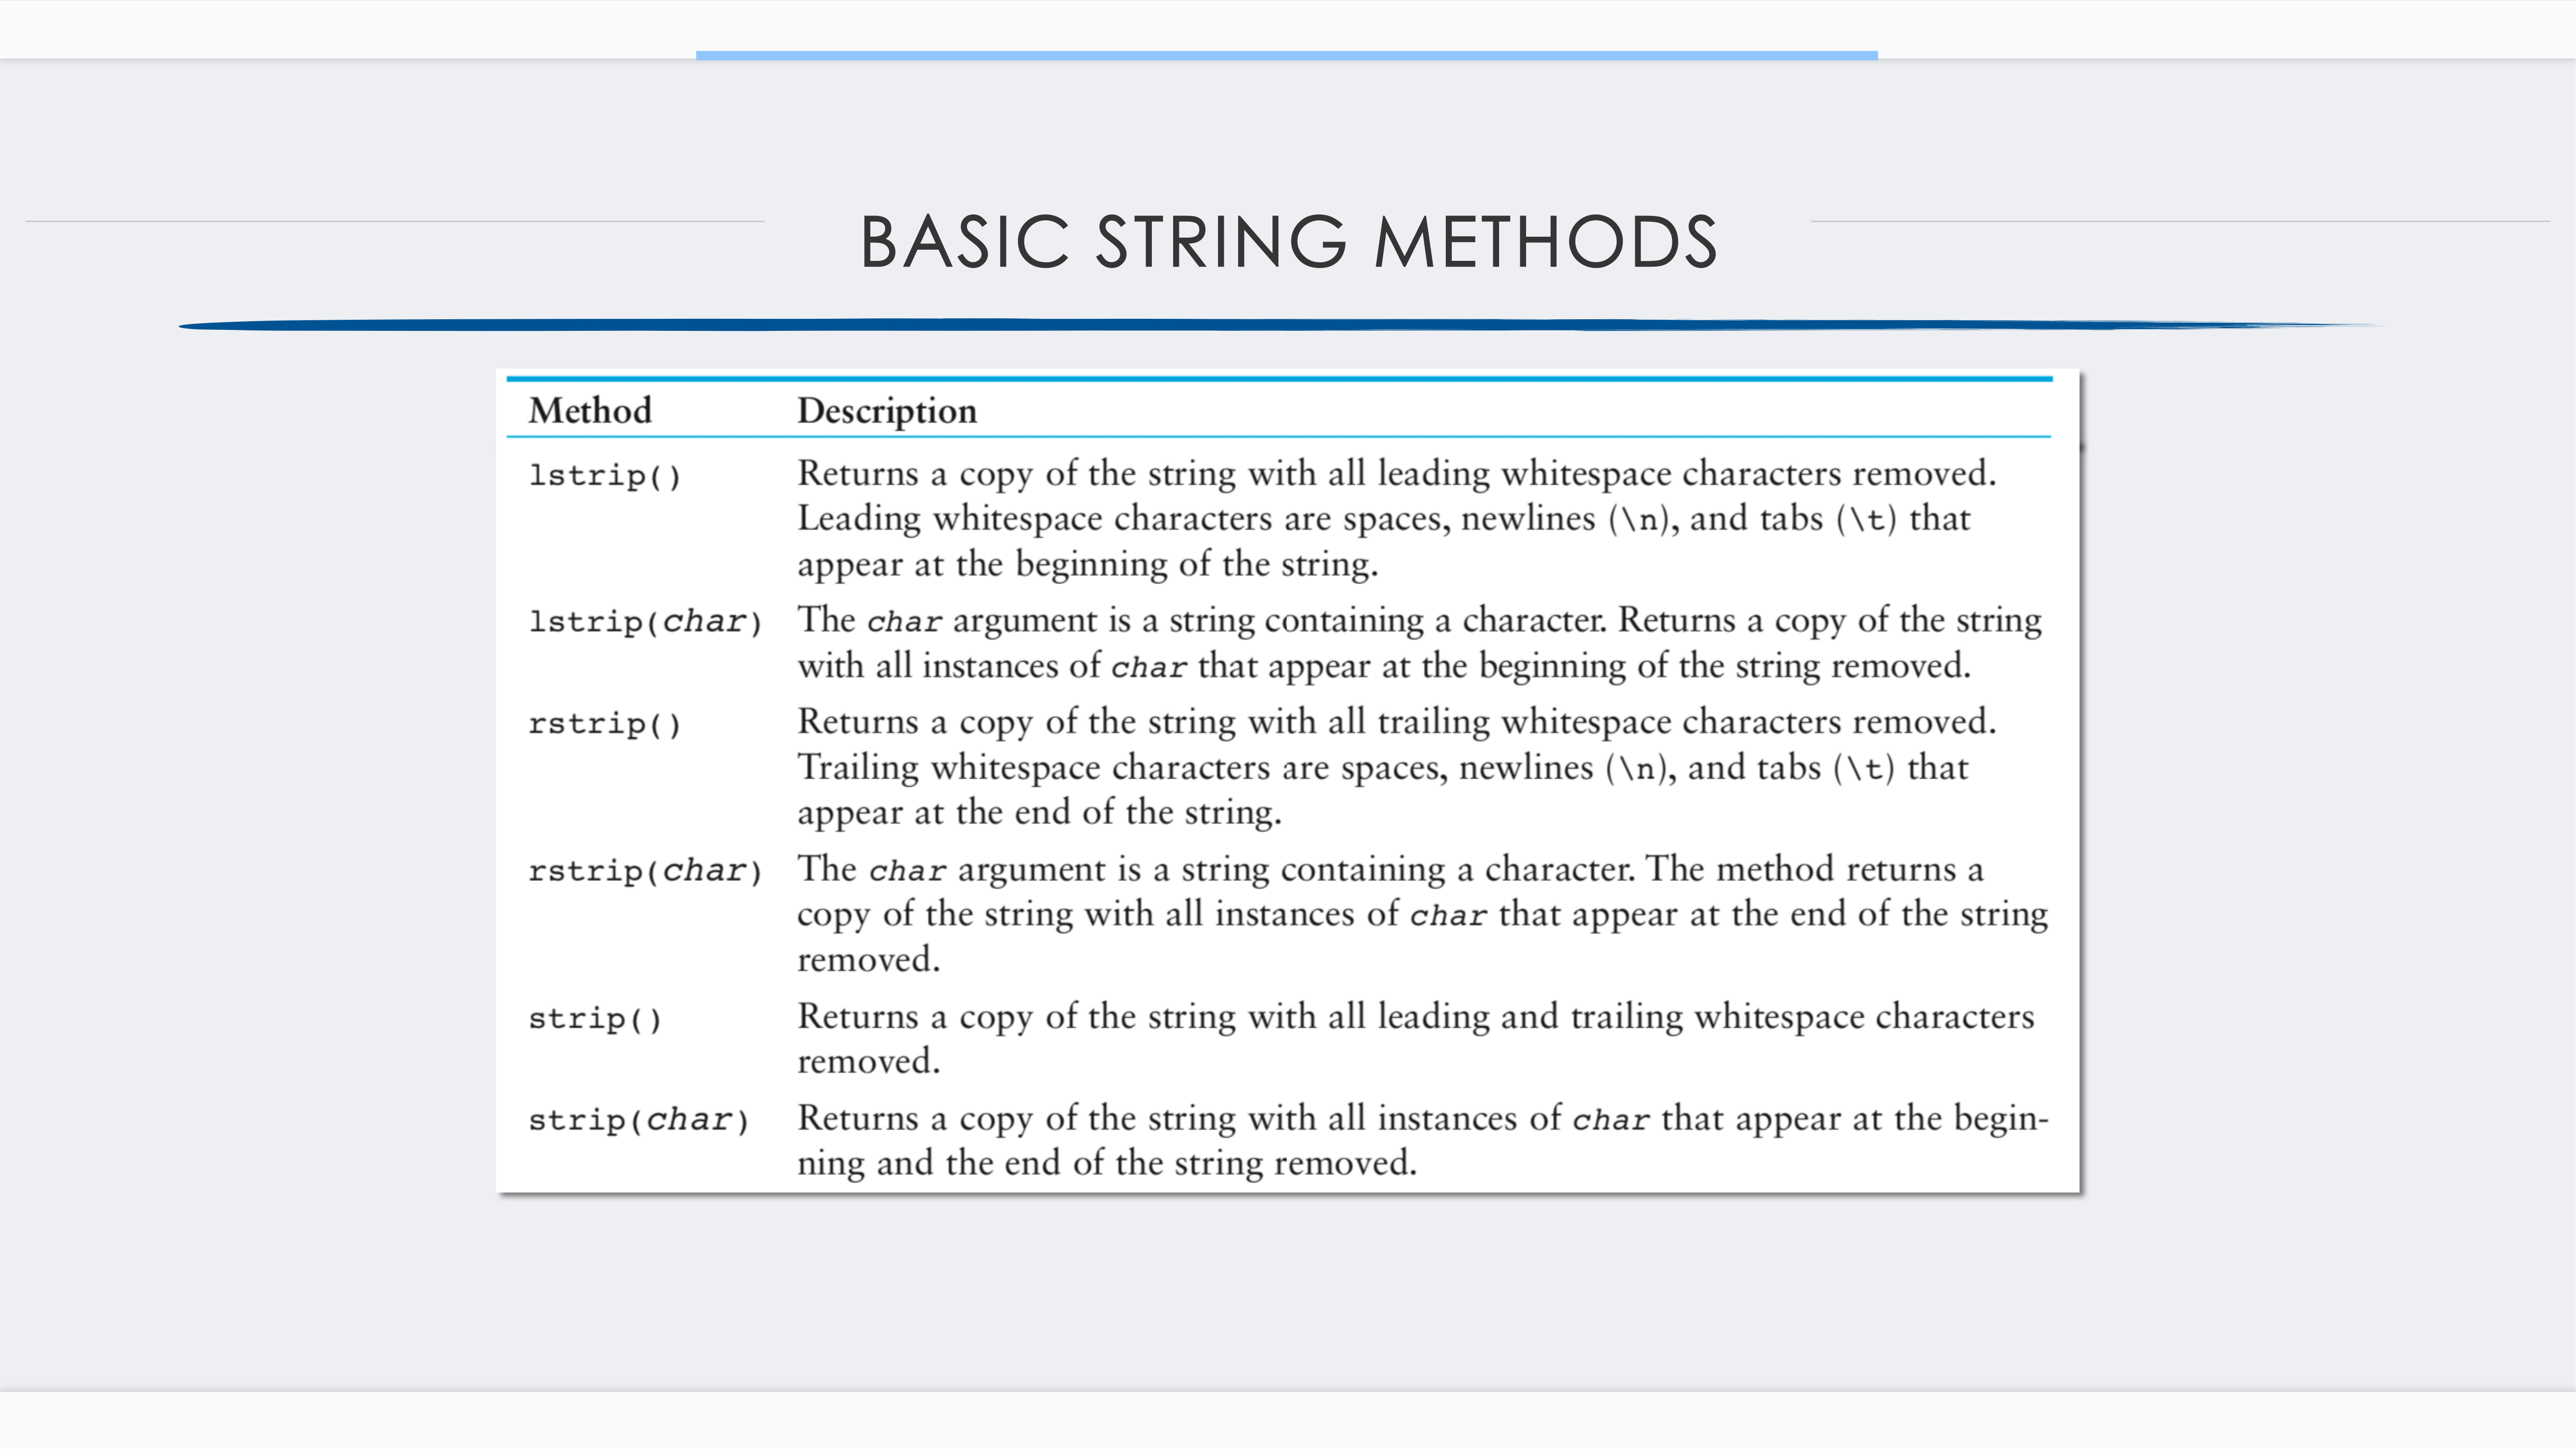 BASIC STRING METHODS
Method Description
lstrip() Returns a copy of the string with all leading whitespace characters removed.
Leading whitespace characters are spaces, newlines (\n), and tabs (\t) that
appear at the beginning of the string.
lstrip(char) The char argument is a string containing a character. Returns a copy of the string
with all instances of char that appear at the beginning of the string removed.
rstrip() Returns a copy of the string with all trailing whitespace characters removed.
Trailing whitespace characters are spaces, newlines (\n), and tabs (\t) that
appear at the end of the string.
rstrip(char) The char argument is a string containing a character. The method returns a
copy of the string with all instances of char that appear at the end of the string
removed.
strip() Returns a copy of the string with all leading and trailing whitespace characters
removed.
strip(char) Returns a copy of the string with all instances of char that appear at the begin-
ning and the end of the string removed.